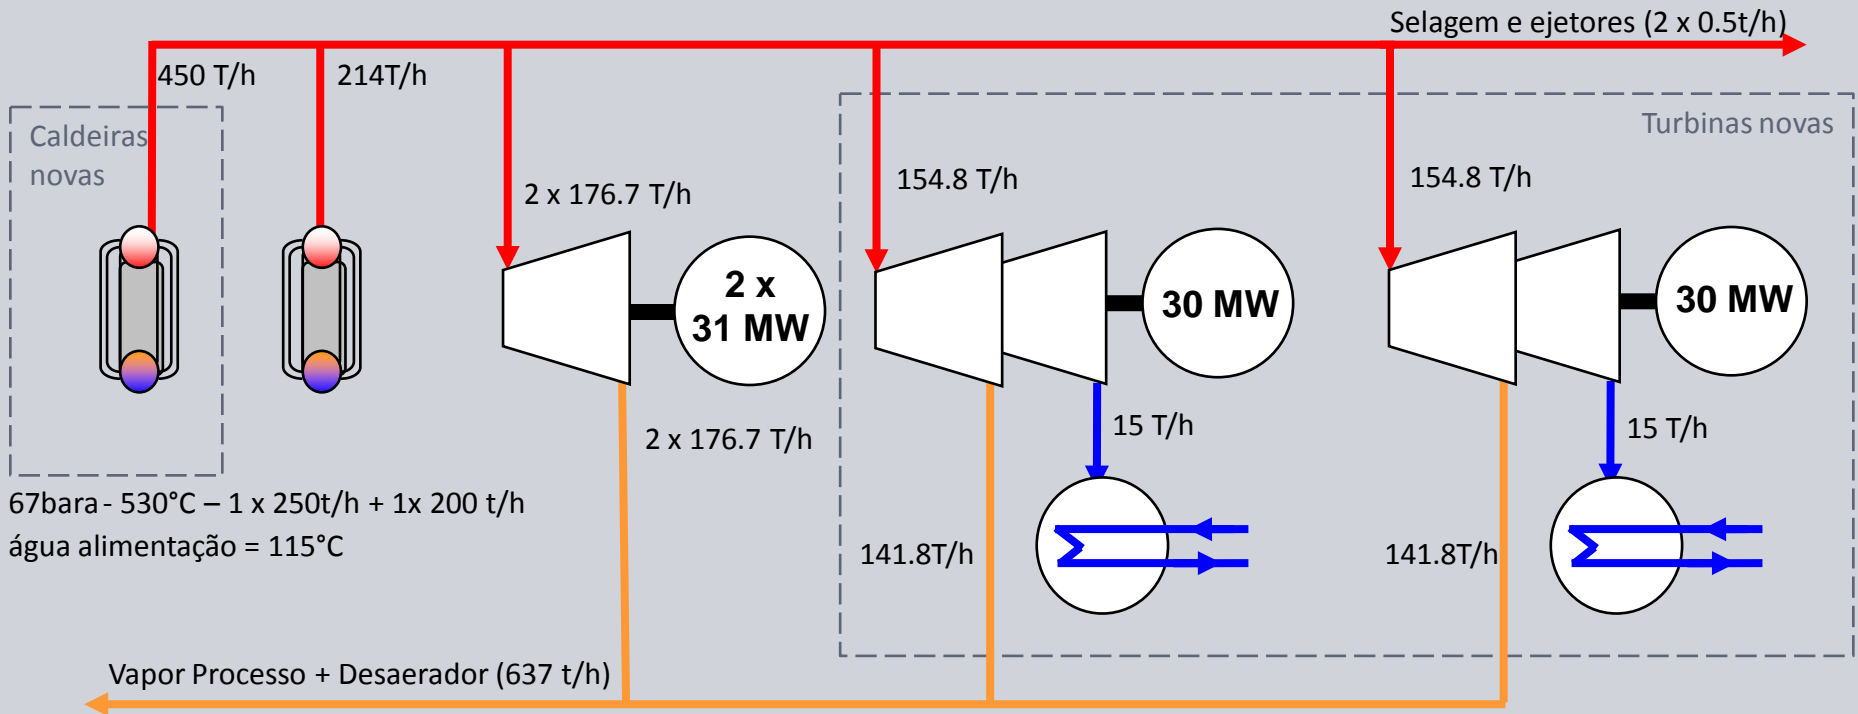 Selagem e ejetores (2 x 0.5t/h)
450 T/h
214T/h
Caldeiras
novas
Turbinas novas
2 x 176.7 T/h
154.8 T/h
154.8 T/h
2 x
31 MW
30 MW
30 MW
2 x 176.7 T/h
15 T/h
15 T/h
67bara - 530°C – 1 x 250t/h + 1x 200 t/h
água alimentação = 115°C
141.8T/h
141.8T/h
Vapor Processo + Desaerador (637 t/h)